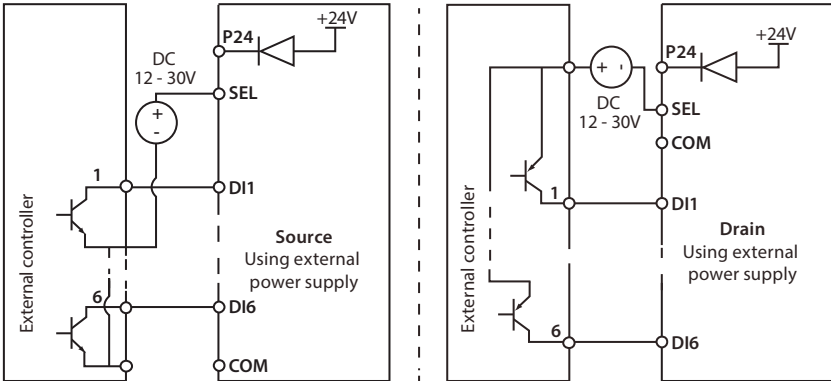 +24V
P24
DC
12 - 30V
SEL
+
-
1
DI1
External controller
Source
Using external
power supply
6
DI6
COM
+24V
P24
+ -
DC
12 - 30V
SEL
COM
1
DI1
External controller
Drain
Using external
power supply
6
DI6